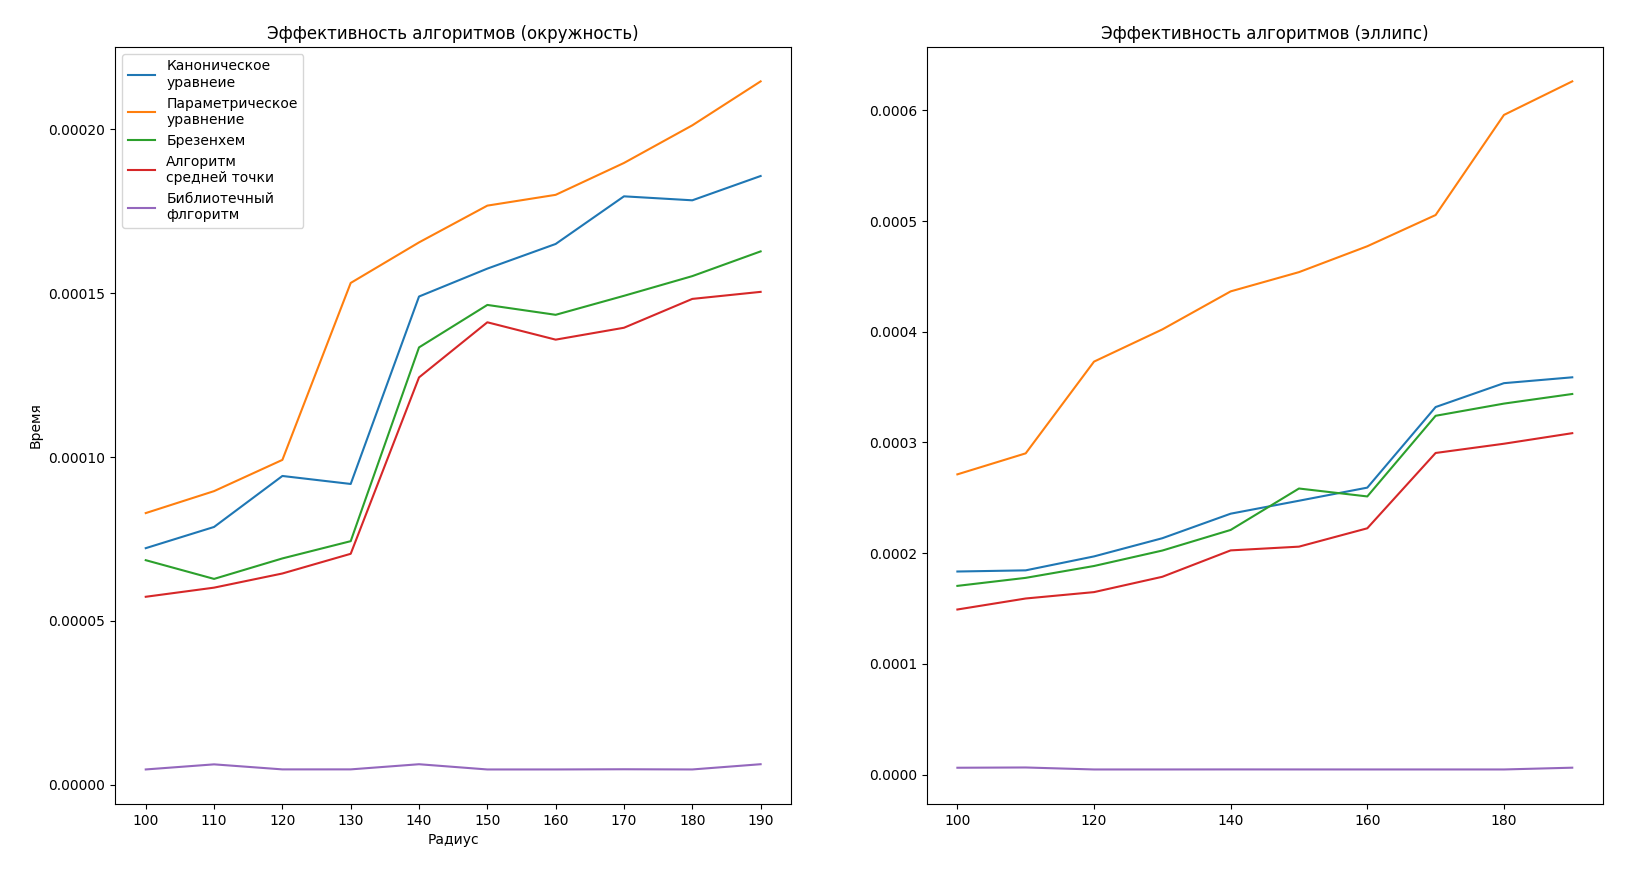 Эффективность алгоритмов (окружность)
Каноническое
уравнеие
Параметрическое
уравнение
Брезенхем
Алгоритм
средней точки
Библиотечный
флгоритм
0.00020
0.00015
0.00010
0.00005
0.00000
Время
100 110 120 130 140 150 160 170 180 190
Радиус
Эффективность алгоритмов (эллипс)
0.0006
0.0005
0.0004
0.0003
0.0002
0.0001
0.0000
100 120 140 160 180